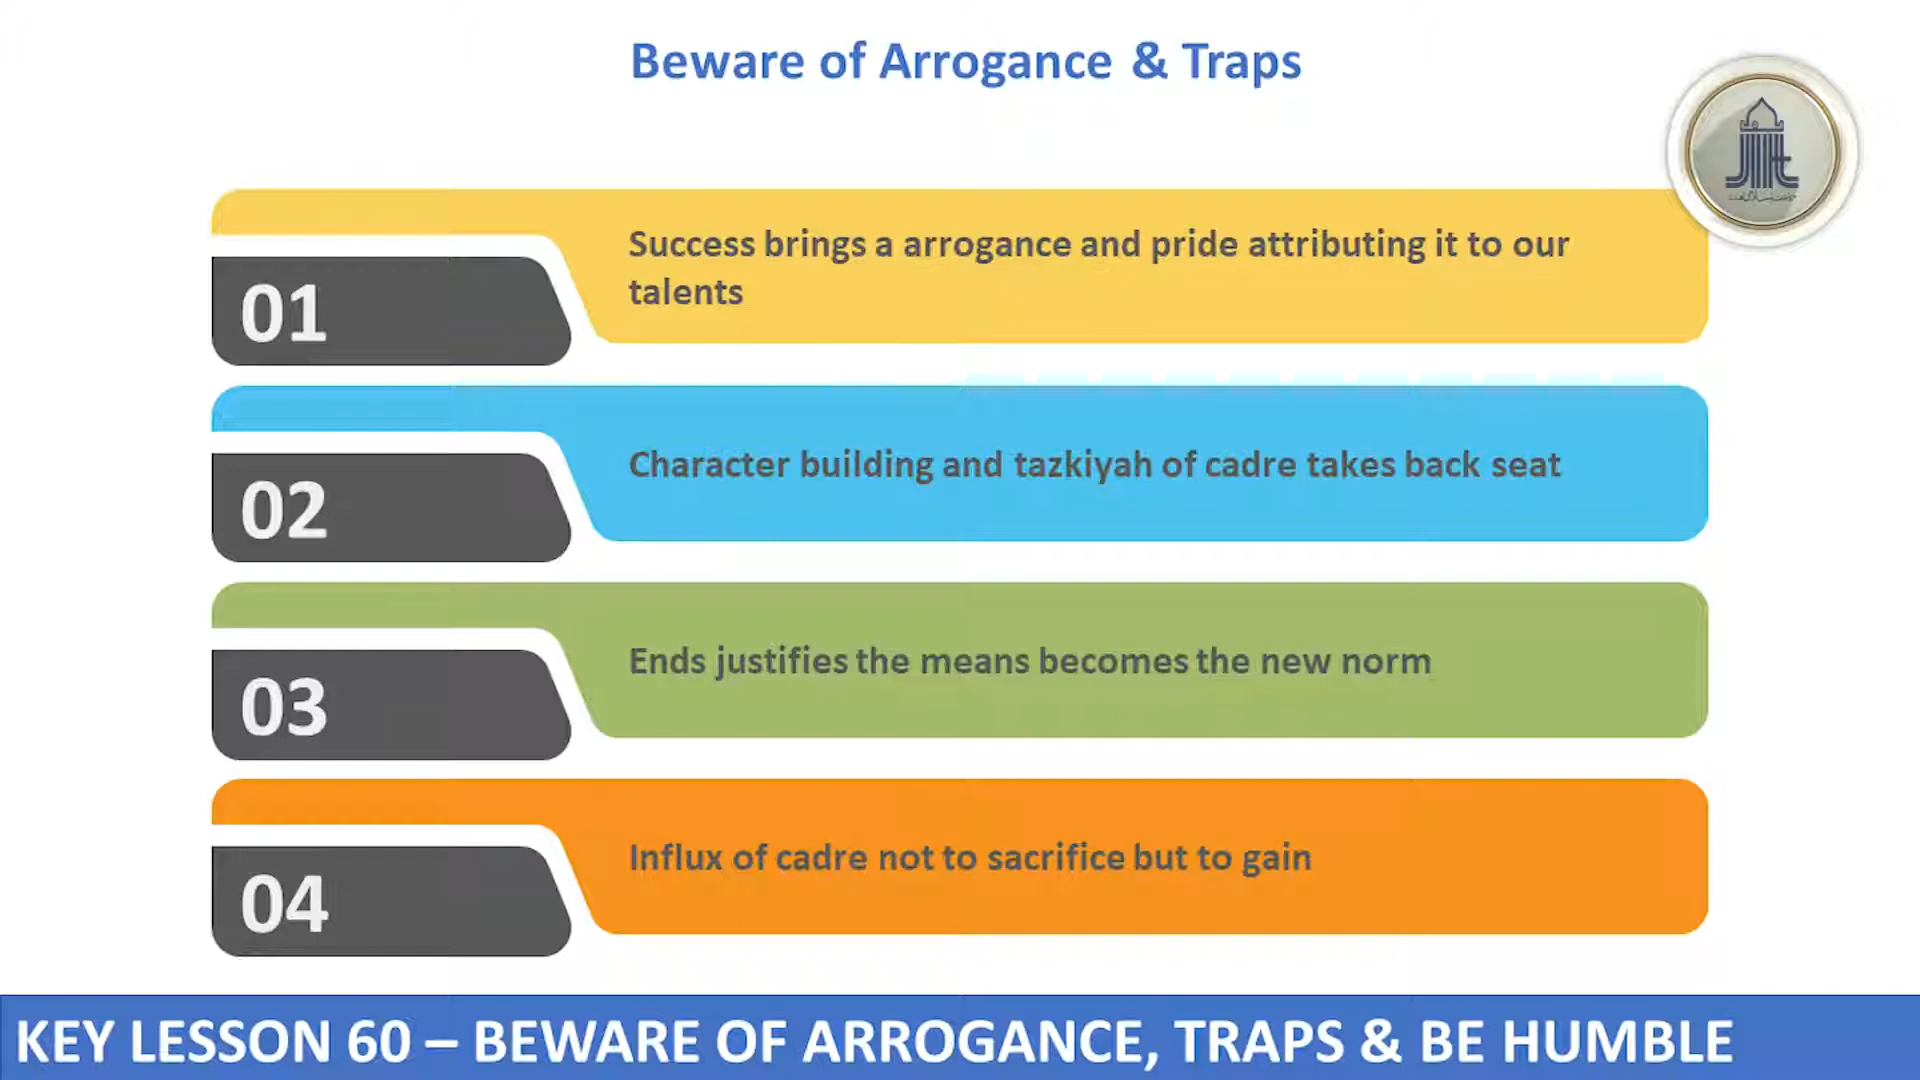 Beware of Arrogance & Traps
01
Success brings a arrogance and pride attributing it to our
talents
02
Character building and tazkiyah of cadre takes back seat
03
Ends justifies the means becomes the new norm
04
Influx of cadre not to sacrifice but to gain
KEY LESSON 60 – BEWARE OF ARROGANCE, TRAPS & BE HUMBLE